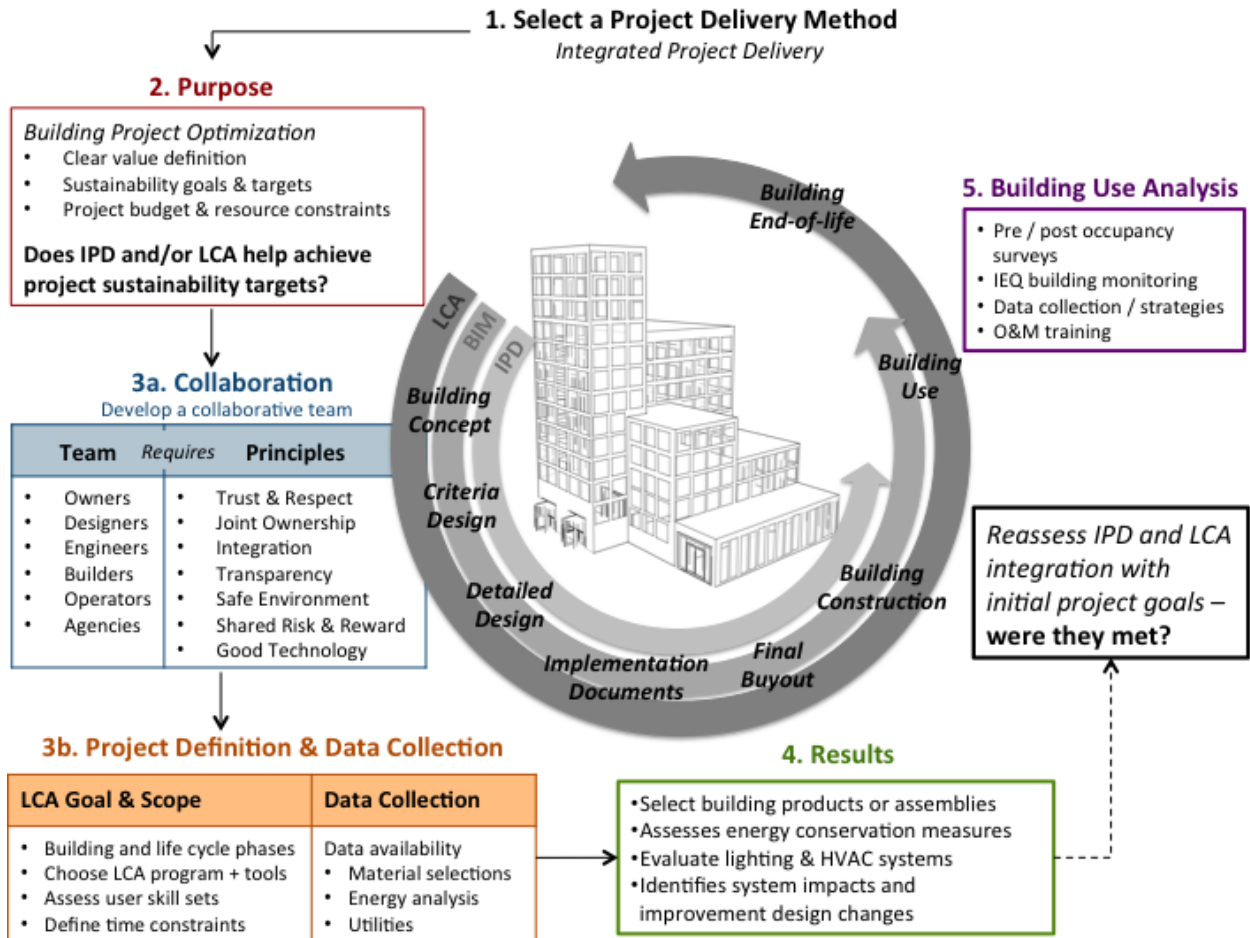 1. Select a Project Delivery Method
Integrated Project Delivery
2. Purpose
Building Project Optimization
• Clear value definition
• Sustainability goals & targets
• Project budget & resource constraints
Does IPD and/or LCA help achieve
project sustainability targets?
3a. Collaboration
Develop a collaborative team
Team Requires Principles
• Owners
• Designers
• Engineers
• Builders
• Operators
• Agencies
• Trust & Respect
• Joint Ownership
• Integration
• Transparency
• Safe Environment
• Shared Risk & Reward
• Good Technology
3b. Project Definition & Data Collection
LCA Goal & Scope
• Building and life cycle phases
• Choose LCA program + tools
• Assess user skill sets
• Define time constraints
Data Collection
Data availability
• Material selections
• Energy analysis
• Utilities
LCA
BIM
IPD
Building
Concept
Criteria
Design
Detailed
Design
Implementation
Documents
Final
Buyout
Building
Construction
Building
Use
Building
End-of-life
4. Results
•Select building products or assemblies
•Assesses energy conservation measures
•Evaluate lighting & HVAC systems
•Identifies system impacts and
improvement design changes
5. Building Use Analysis
• Pre / post occupancy
surveys
• IEQ building monitoring
• Data collection / strategies
• O&M training
Reassess IPD and LCA
integration with
initial project goals –
were they met?